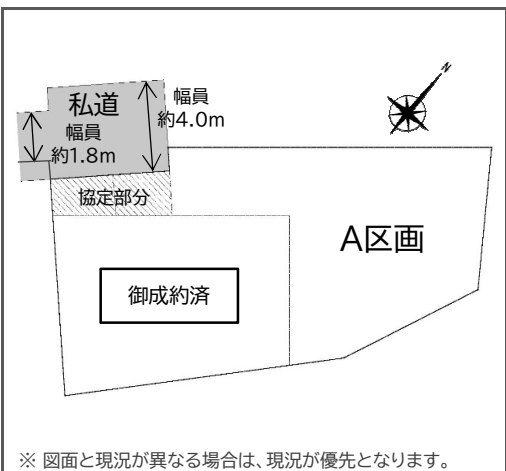 私道
幅員
約4.0m
幅員
約1.8m
N
協定部分
A区画
御成約済
※ 図面と現況が異なる場合は、現況が優先となります。